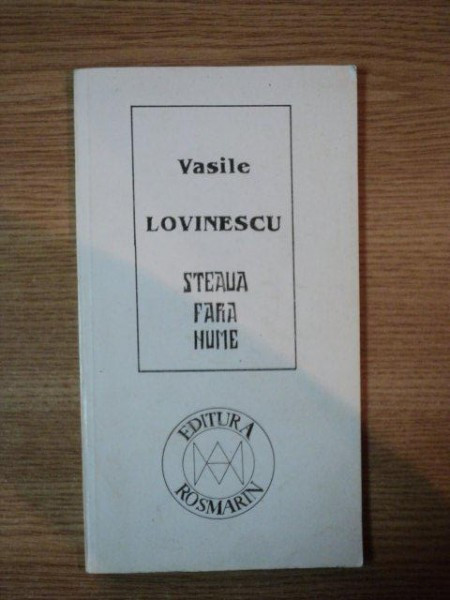 Vasile
LOVINESCU
STEAUA
FARA
NUME
EDITURA
ROSMARIN